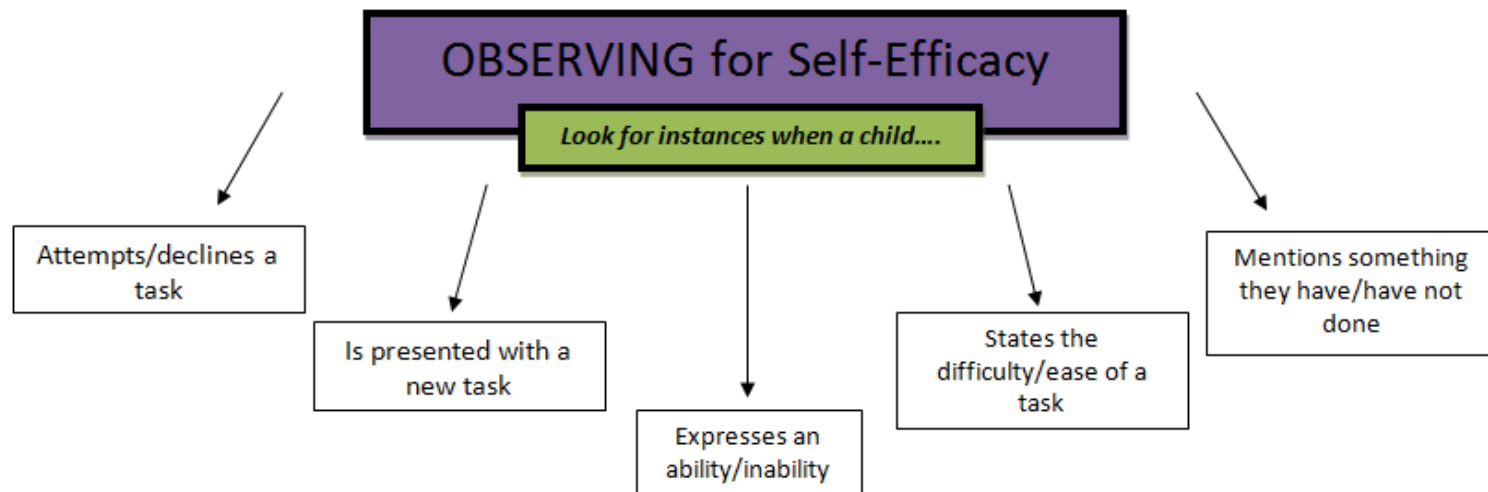 OBSERVING for Self-Efficacy
Look for instances when a child....
Attempts/declines a
task
Is presented with a
new task
Expresses an
ability/inability
States the
difficulty/ease of a
task
Mentions something
they have/have not
done